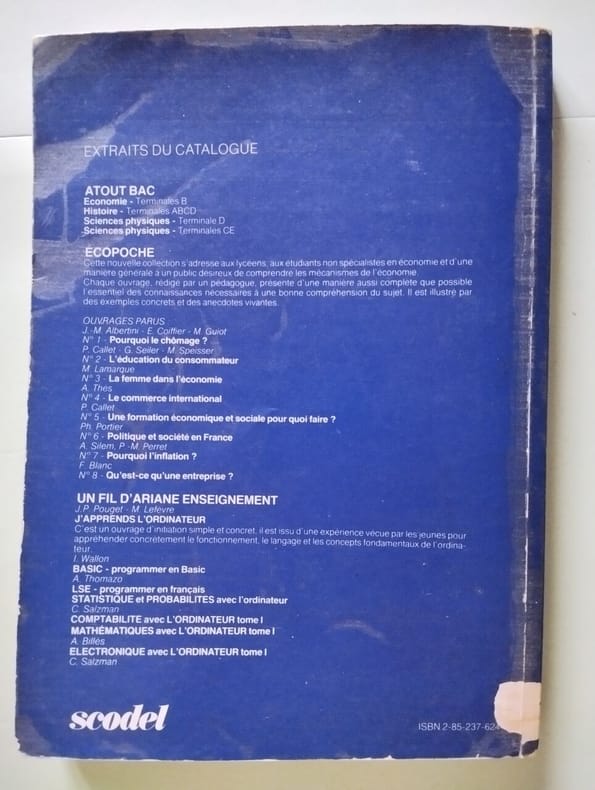 EXTRAITS DU CATALOGUE
ATOUT BAC
Economie - Terminales B
Histoire - Terminales ABCD
Sciences physiques - Terminale D
Sciences physiques - Terminales CE
ECOPOCHE
Cette nouvelle collection s'adresse aux lycéens, aux étudiants non spécialistes en économie et d'une
manière générale à un public désireux de comprendre les mécanismes de l'économie.
Chaque ouvrage, rédigé par un pédagogue, présente d'une manière aussi complète que possible
l'essentiel des connaissances nécessaires à une bonne compréhension du sujet. Il est illustré par
des exemples concrets et des anecdotes vivantes.
OUVRAGES PARUS
J.-M. Albertini - E. Coiffier - M. Guiot
N° 1 - Pourquoi le chômage ?
P. Callet - G. Seiler - M. Speisser
N° 2 - L'éducation du consommateur
M. Lamarque
N° 3 - La femme dans l'économie
A. Thes
N° 4 - Le commerce international
P. Callet
N° 5 - Une formation économique et sociale pour quoi faire ?
Ph. Portier
N° 6 - Politique et société en France
A. Silem, P.-M. Perret
N° 7 - Pourquoi l'inflation ?
F. Blanc
N° 8 - Qu'est-ce qu'une entreprise ?
UN FIL D'ARIANE ENSEIGNEMENT
J.P. Pouget - M. Lefèvre
J'APPRENDS L'ORDINATEUR
C'est un ouvrage d'initiation simple et concret, il est issu d'une expérience vécue par les jeunes pour
appréhender concrètement le fonctionnement, le langage et les concepts fondamentaux de l'ordina-
teur.
I. Wallon
BASIC - programmer en Basic
A. Thomazo
LSE - programmer en français
STATISTIQUE et PROBABILITES avec l'ordinateur
C. Salzman
COMPTABILITE avec L'ORDINATEUR tome I
MATHÉMATIQUES avec L'ORDINATEUR tome I
A. Billès
ELECTRONIQUE avec L'ORDINATEUR tome I
C. Salzman
scodel
ISBN 2-85-237-624